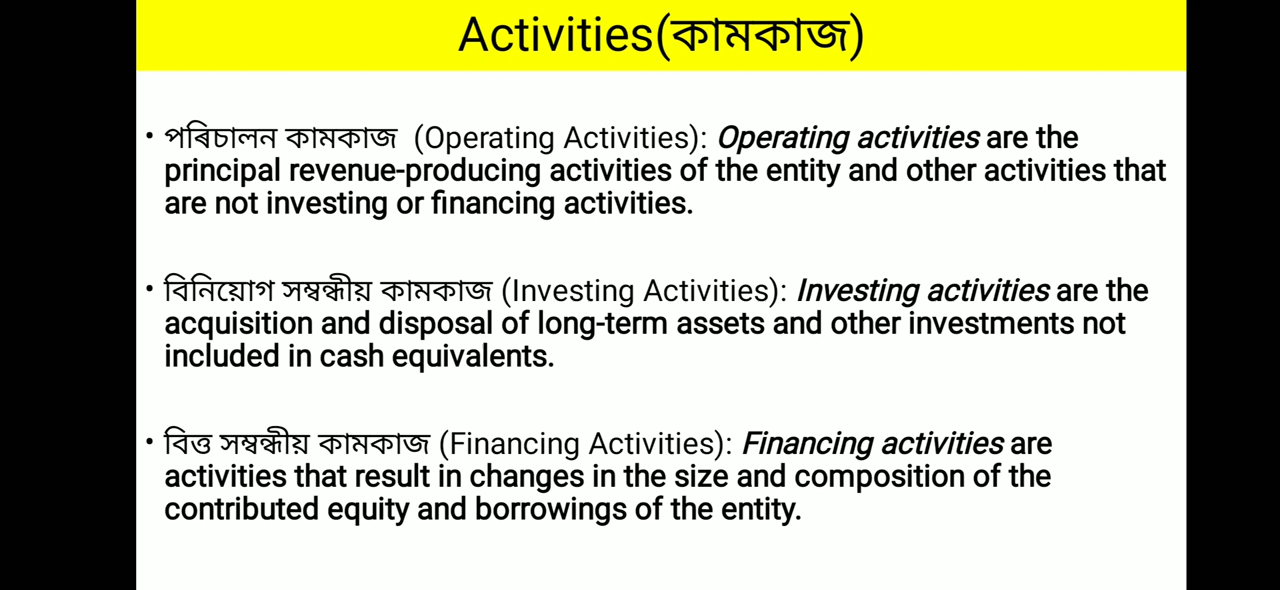 Activities(কামকাজ)
• পৰিচালন কামকাজ (Operating Activities): Operating activities are the
principal revenue-producing activities of the entity and other activities that
are not investing or financing activities.
• বিনিয়োগ সম্বন্ধীয় কামকাজ (Investing Activities): Investing activities are the
acquisition and disposal of long-term assets and other investments not
included in cash equivalents.
• বিত্ত সম্বন্ধীয় কামকাজ (Financing Activities): Financing activities are
activities that result in changes in the size and composition of the
contributed equity and borrowings of the entity.